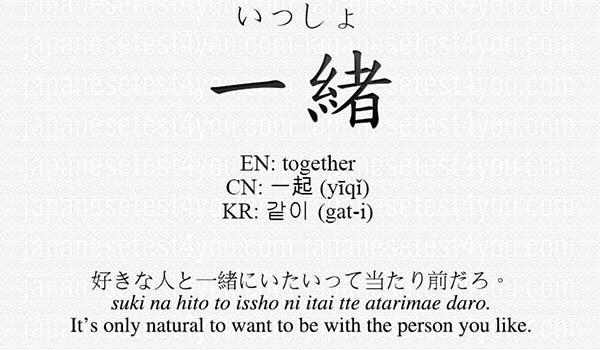 いっしょ
一緒
EN: together
CN: 一起 (yīqǐ)
KR: 같이 (gat-i)
好きな人と一緒にいたいって当たり前だろ。
suki na hito to issho ni itai tte atarimae daro.
It's only natural to want to be with the person you like.
japanesetest4you.com